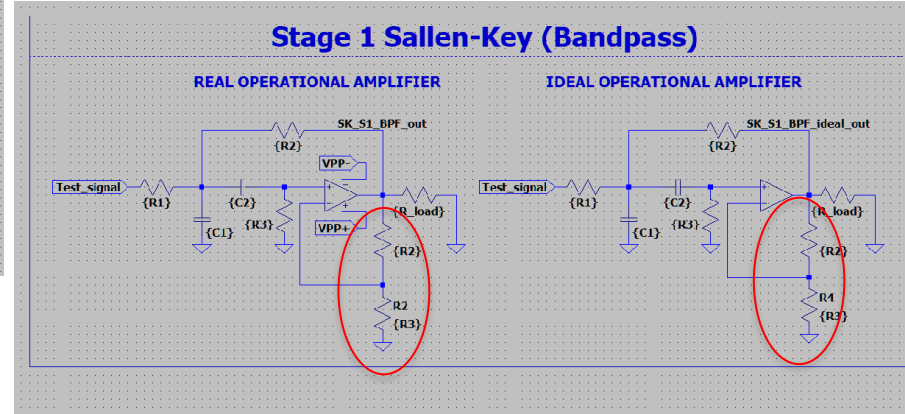 Stage 1 Sallen-Key (Bandpass)
REAL OPERATIONAL AMPLIFIER
IDEAL OPERATIONAL AMPLIFIER
SK_S1_BPF_out
{R2}
VPP-
Test_signal
{R1}
{C2}
{C1}
{R3}
VPP+
{R_load}
{R2}
R2
{R3}
SK_S1_BPF_ideal_out
{R2}
Test_signal
{R1}
{C2}
{C1}
{R3}
{R_load}
{R2}
R4
{R3}